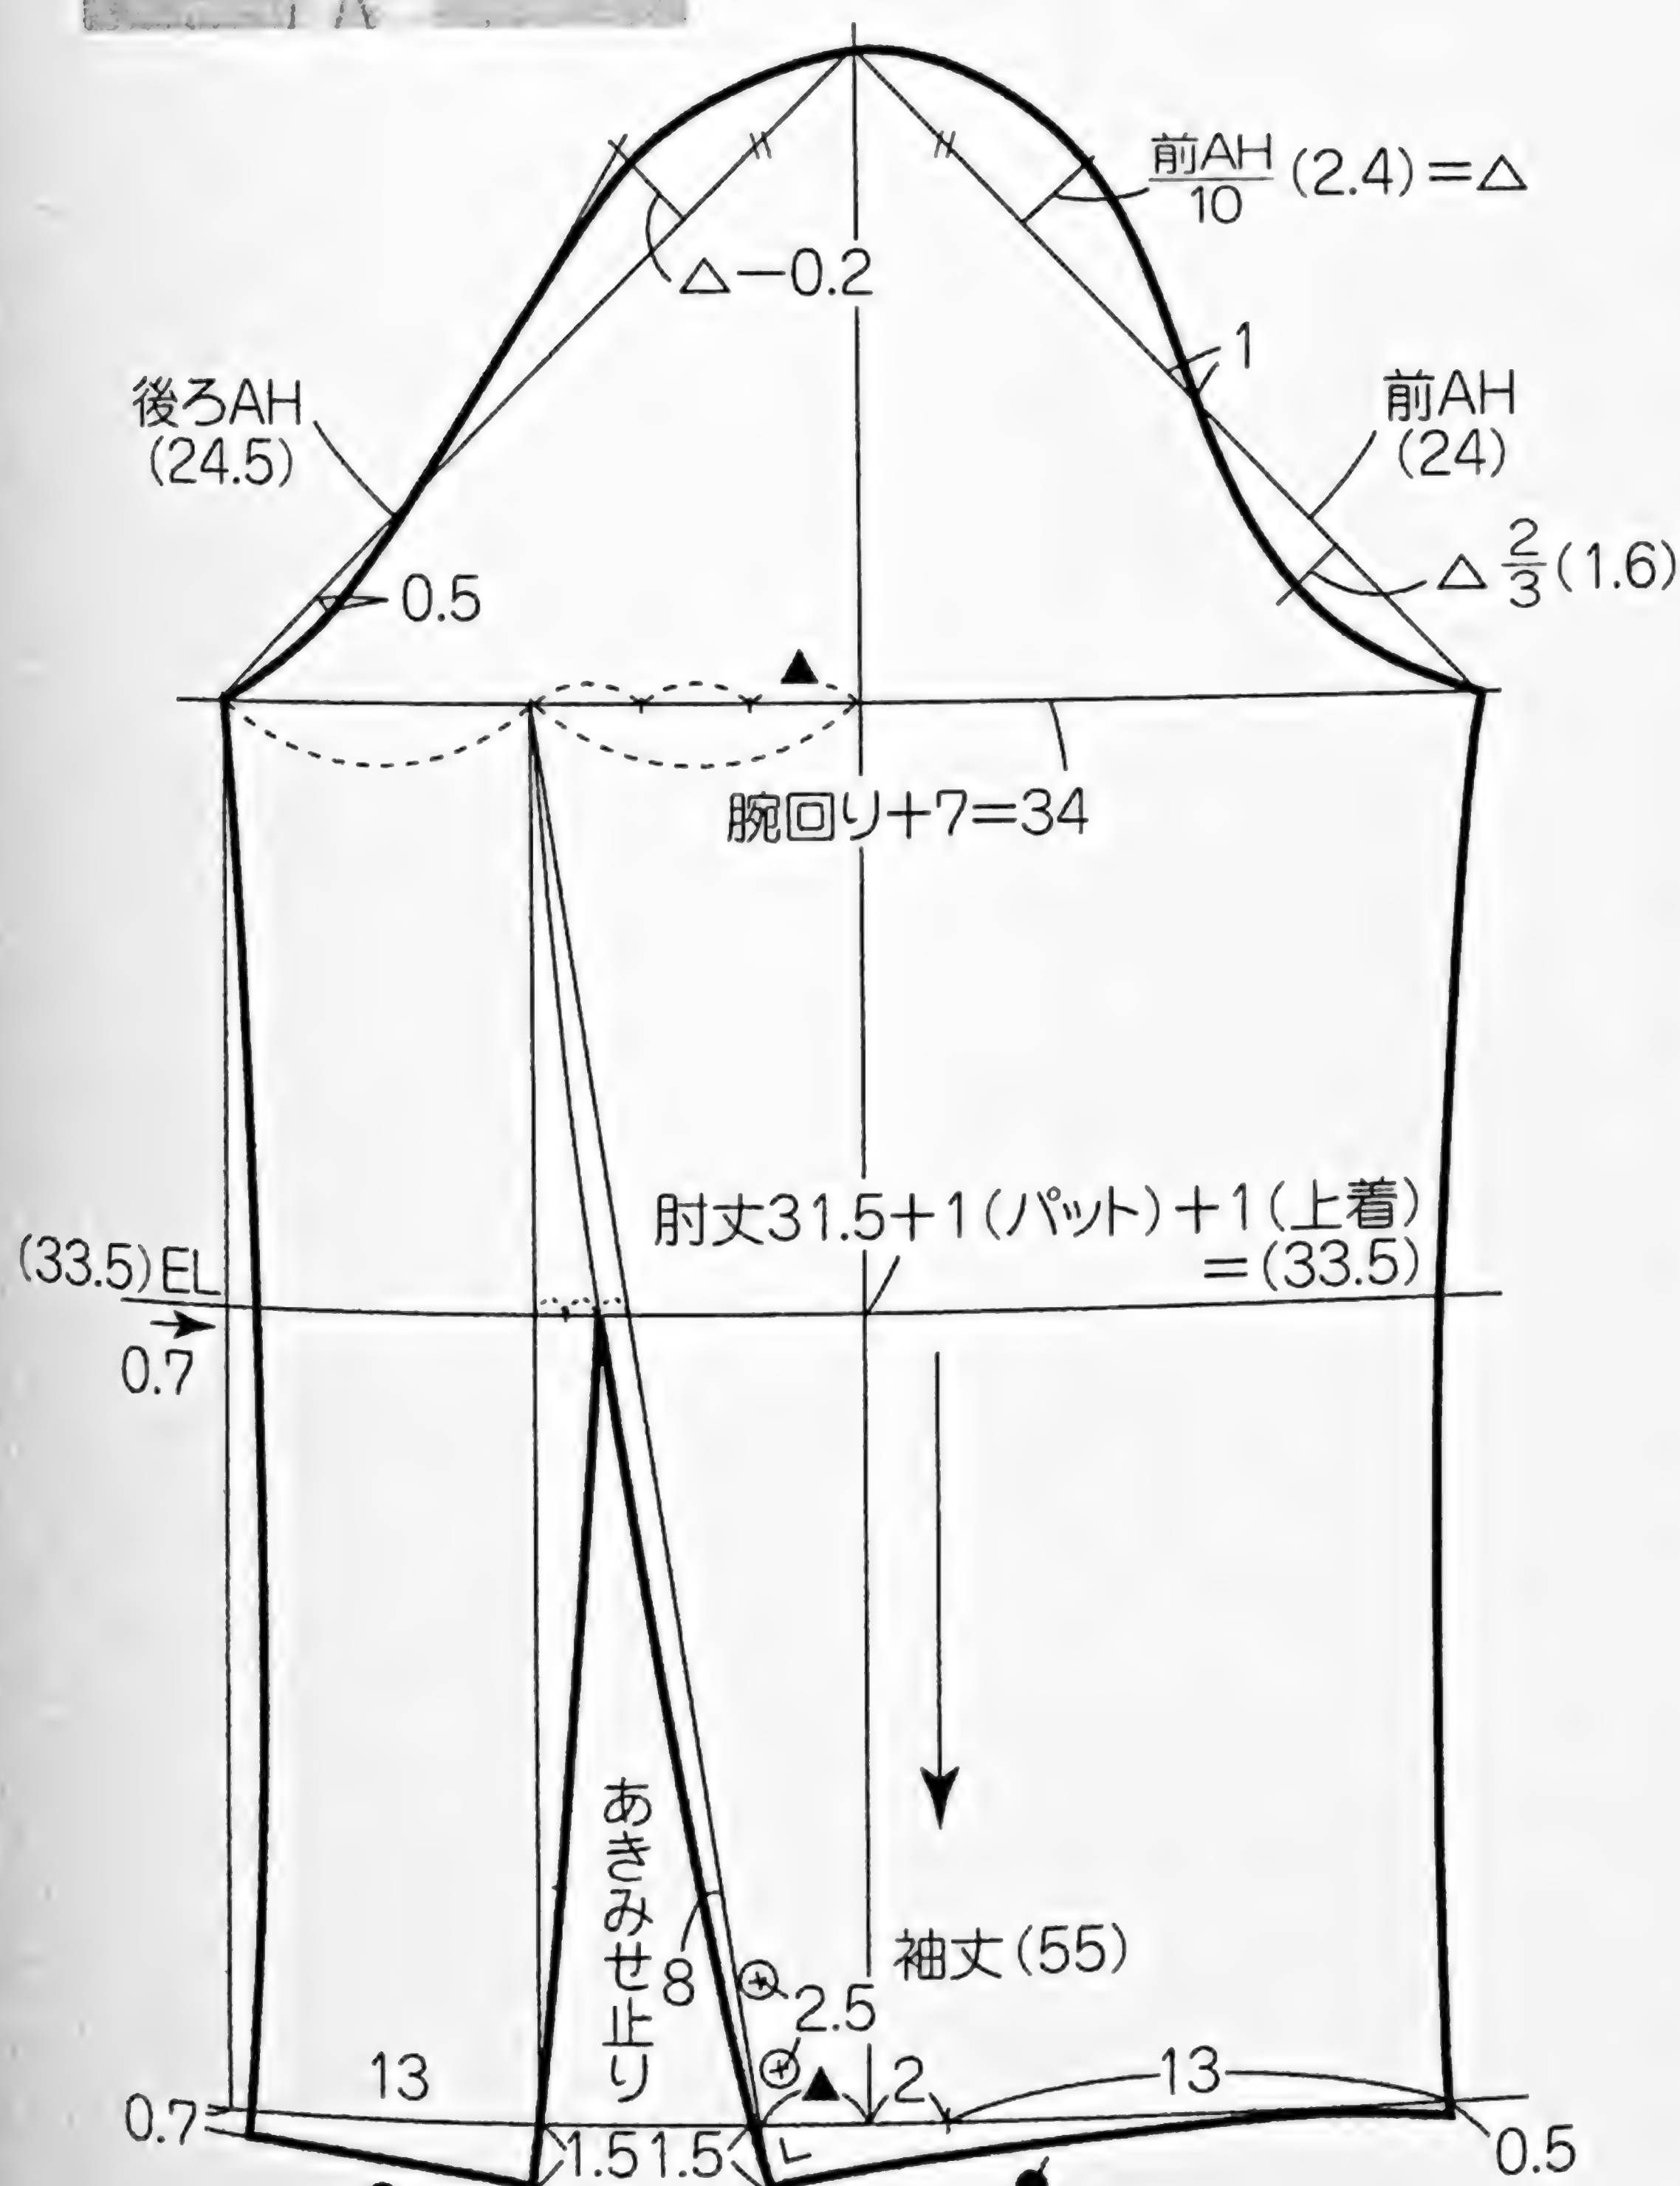 前AH/10 (2.4)=△
△−0.2
1
後ろAH
(24.5)
前AH
(24)
△2/3(1.6)
0.5
▲
腕回り+7=34
肘丈31.5+1(パット)+1(上着)
=(33.5)
(33.5)EL
0.7
あきみせ止り
8
袖丈(55)
2.5
13
▲
2
13
0.7
1.5
1.5
0.5